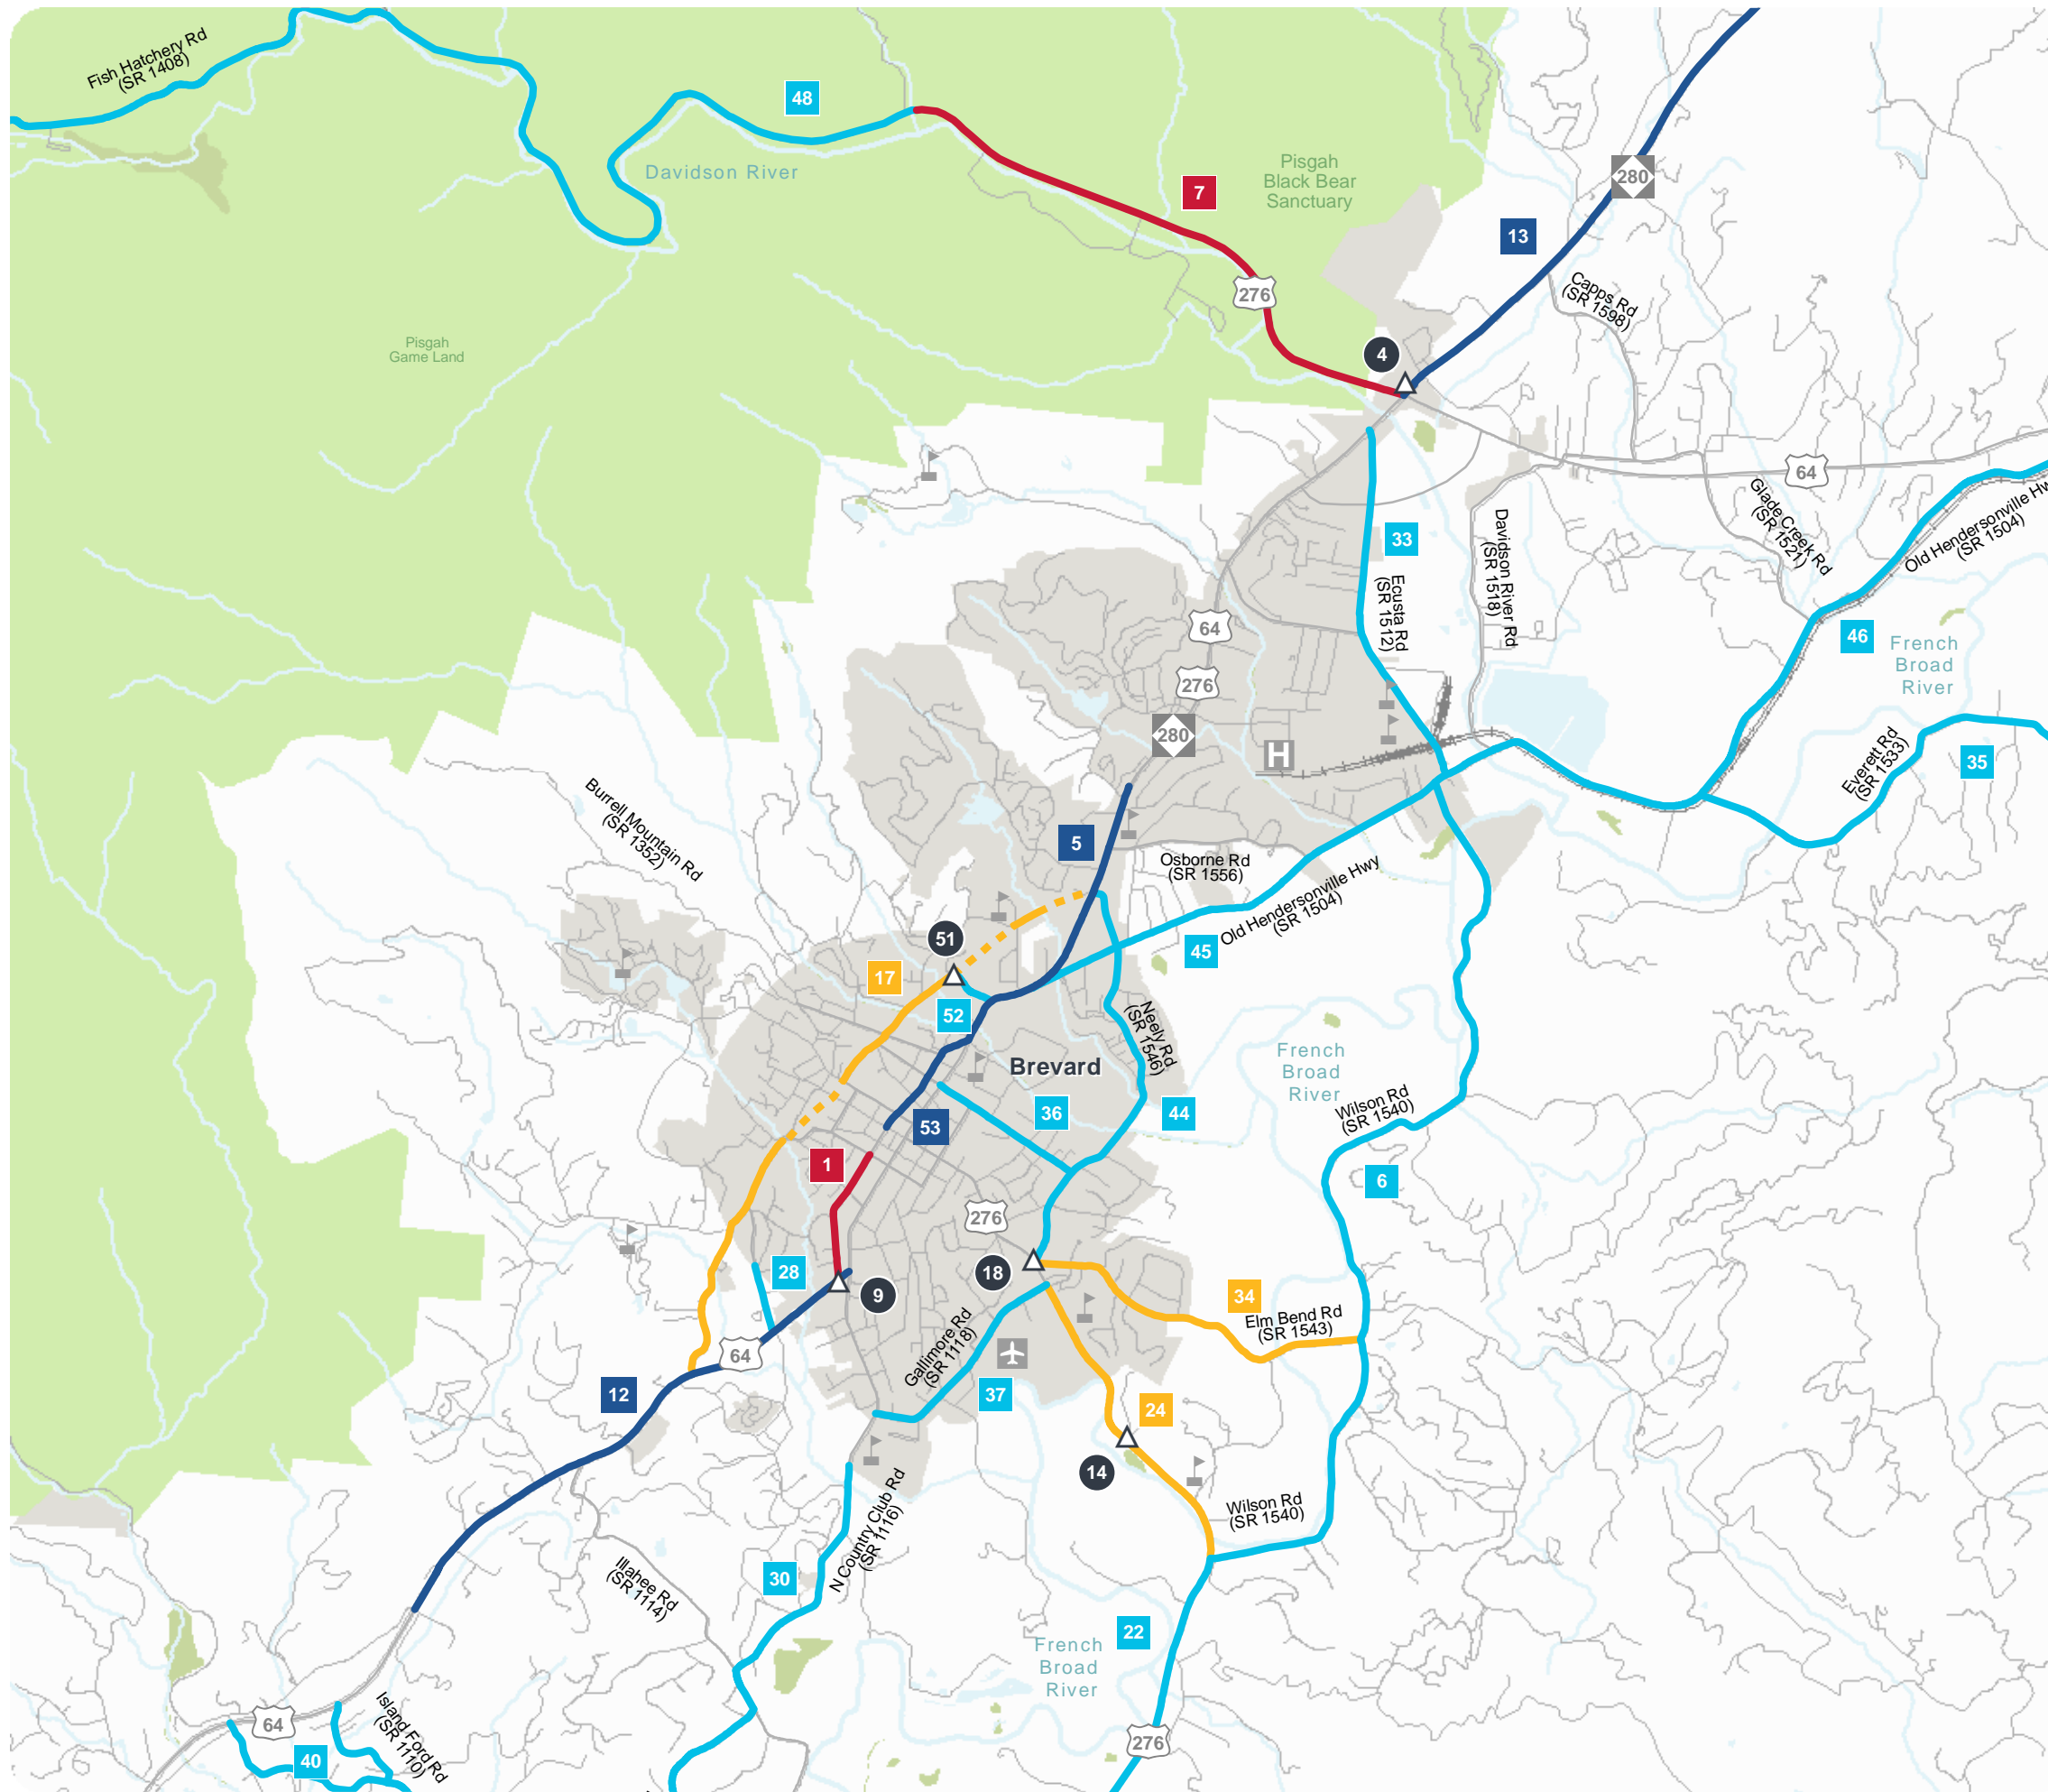 Fish Hatchery Rd
(SR 1408)
48
Davidson River
7
Pisgah
Black Bear
Sanctuary
280
13
276
Capps Rd
(SR 1598)
Pisgah
Game Land
4
64
Glade Creek Rd
(SR 1521)
Old Hendersonville
(SR 1504)
33
Davidson River Rd
(SR 1518)
Ecusta Rd
(SR 1512)
64
46
French
Broad
River
276
280
H
Everett Rd
(SR 1533)
35
Burrell Mountain Rd
(SR 1352)
5
Osborne Rd
(SR 1556)
Old Hendersonville Hwy
(SR 1504)
51
45
17
52
Neely Rd
(SR 1546)
Brevard
French
Broad
River
36
44
53
Wilson Rd
(SR 1540)
1
6
276
28
18
9
34
Elm Bend Rd
(SR 1543)
Gallimore Rd
(SR 1118)
64
12
37
24
14
N Country Club Rd
(SR 1116)
Wilson Rd
(SR 1540)
30
Illahee Rd
(SR 1114)
22
French
Broad
River
Island Ford Rd
(SR 1110)
64
40
276